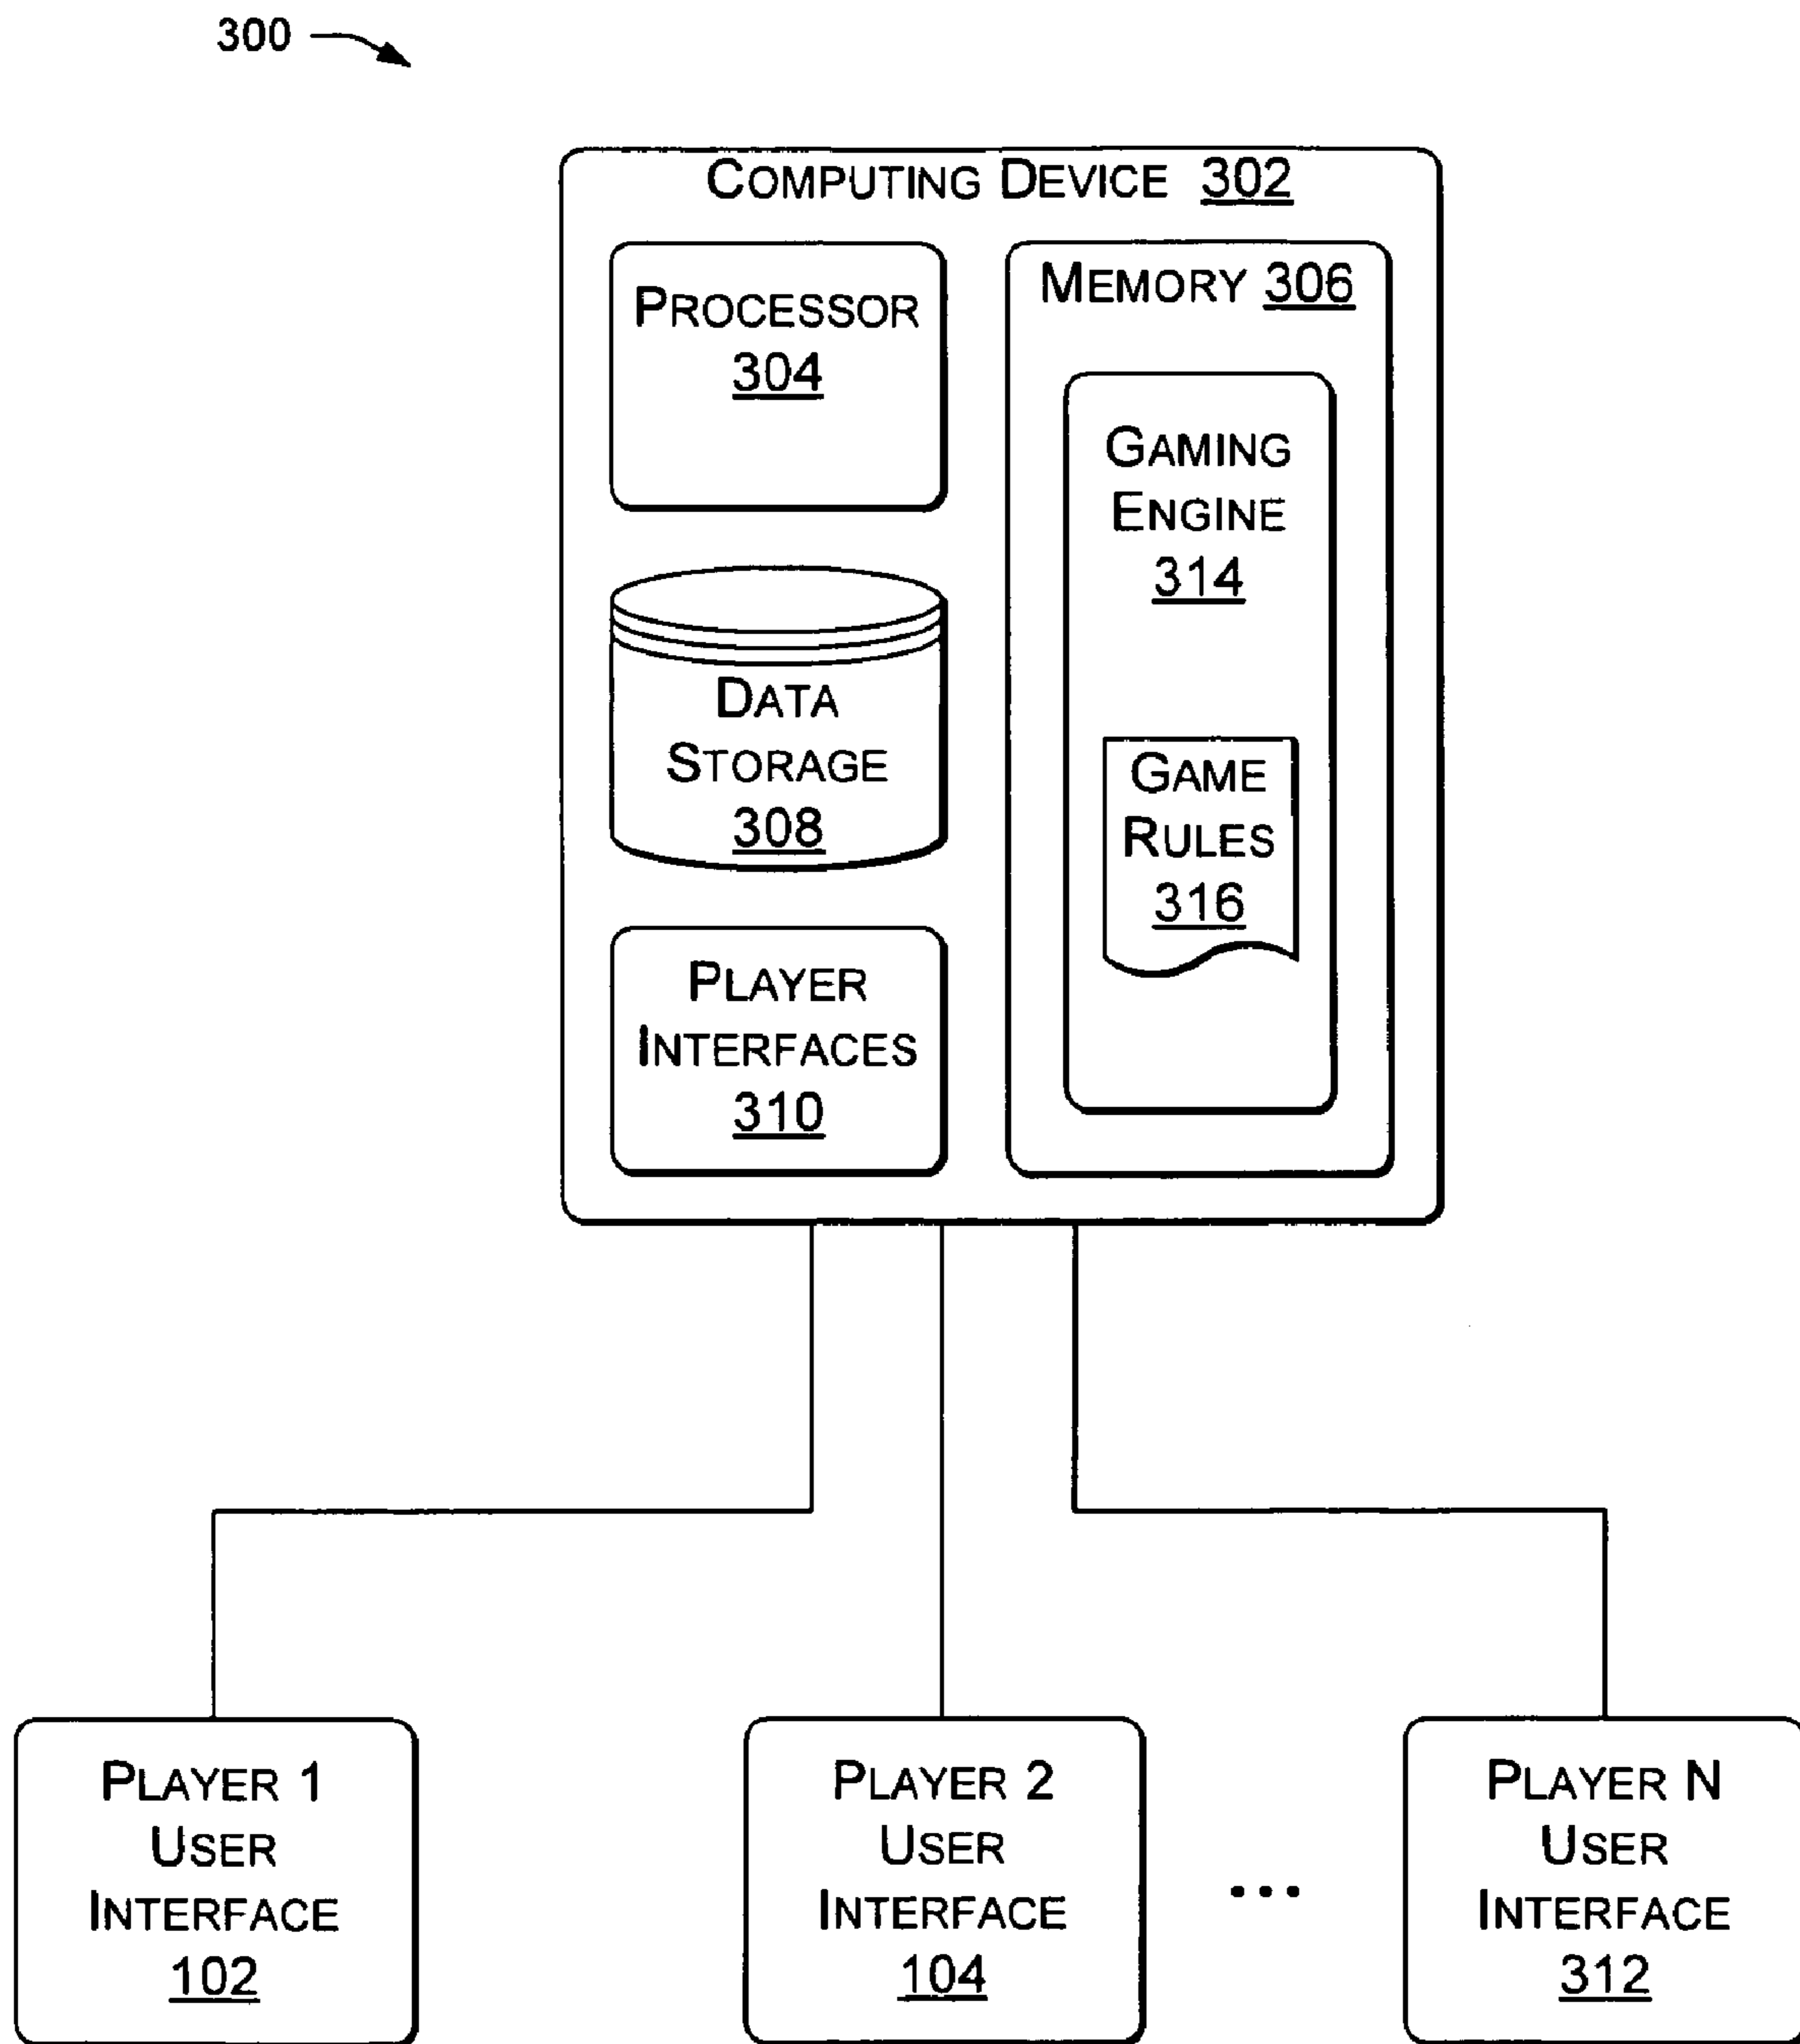 300
COMPUTING DEVICE 302
PROCESSOR
304
MEMORY 306
GAMING
ENGINE
314
DATA
STORAGE
308
GAME
RULES
316
PLAYER
INTERFACES
310
PLAYER 1
USER
INTERFACE
102
PLAYER 2
USER
INTERFACE
104
...
PLAYER N
USER
INTERFACE
312